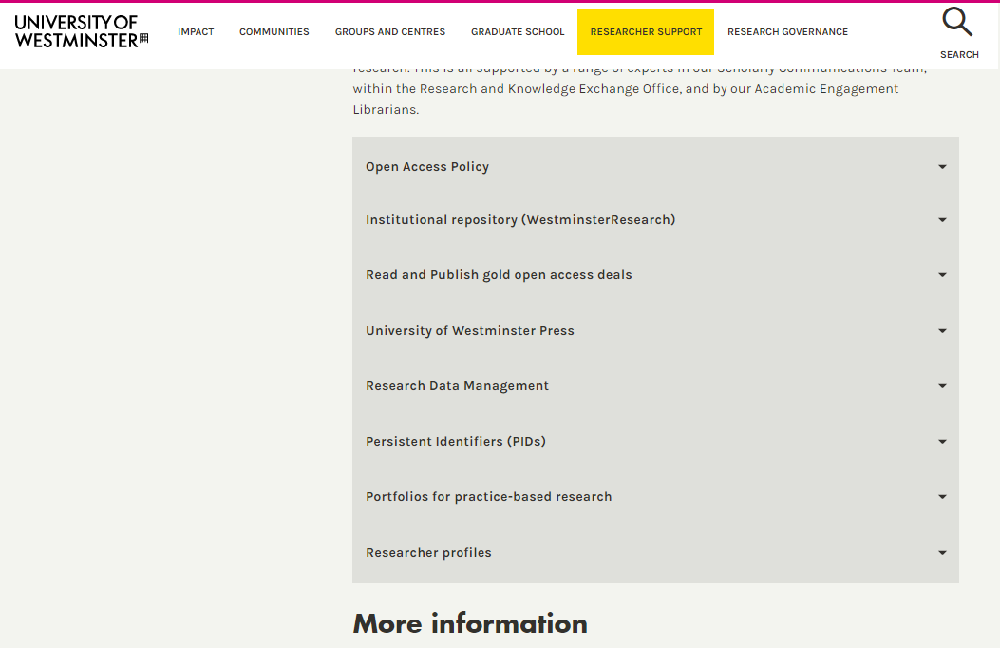 UNIVERSITY OF
WESTMINSTER
IMPACT
COMMUNITIES
GROUPS AND CENTRES
GRADUATE SCHOOL
RESEARCHER SUPPORT
RESEARCH GOVERNANCE
SEARCH
research. This is all supported by a range of experts in our Scholarly Communications Team,
within the Research and Knowledge Exchange Office, and by our Academic Engagement
Librarians.
Open Access Policy
Institutional repository (WestminsterResearch)
Read and Publish gold open access deals
University of Westminster Press
Research Data Management
Persistent Identifiers (PIDs)
Portfolios for practice-based research
Researcher profiles
More information